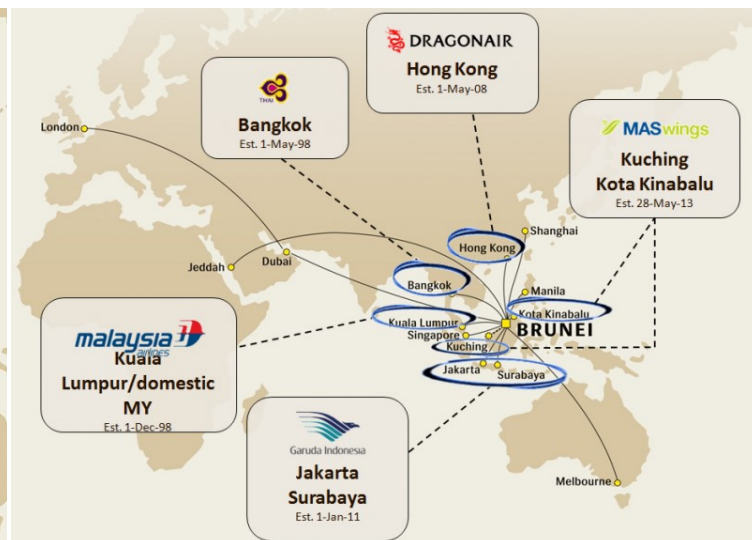 DRAGONAIR
Hong Kong
Est. 1-May-08
THAI
Bangkok
Est. 1-May-98
MASwings
Kuching
Kota Kinabalu
Est. 28-May-13
London
Shanghai
Hong Kong
Dubai
Jeddah
Bangkok
Manila
Kota Kinabalu
Kuala Lumpur
BRUNEI
Singapore
Kuching
Jakarta
Surabaya
malaysia
airlines
Kuala
Lumpur/domestic
MY
Est. 1-Dec-98
Garuda Indonesia
Jakarta
Surabaya
Est. 1-Jan-11
Melbourne